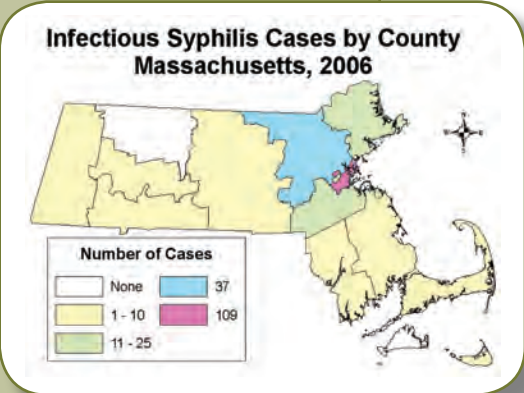 Infectious Syphilis Cases by County
Massachusetts, 2006
Number of Cases
None
37
1 - 10
109
11 - 25